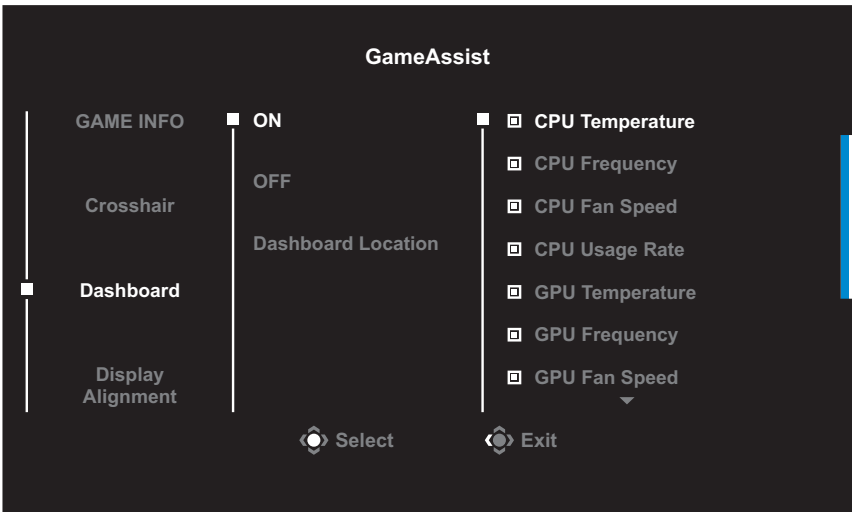 GameAssist
GAME INFO
Crosshair
Dashboard
Display
Alignment
ON
OFF
Dashboard Location
CPU Temperature
CPU Frequency
CPU Fan Speed
CPU Usage Rate
GPU Temperature
GPU Frequency
GPU Fan Speed
Select
Exit